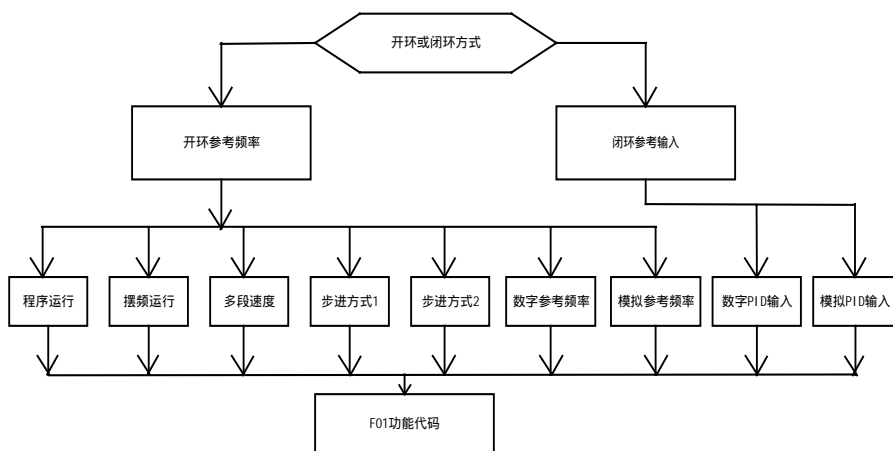 开环或闭环方式
开环参考频率
闭环参考输入
程序运行
摆频运行
多段速度
步进方式1
步进方式2
数字参考频率
模拟参考频率
数字PID输入
模拟PID输入
F01功能代码